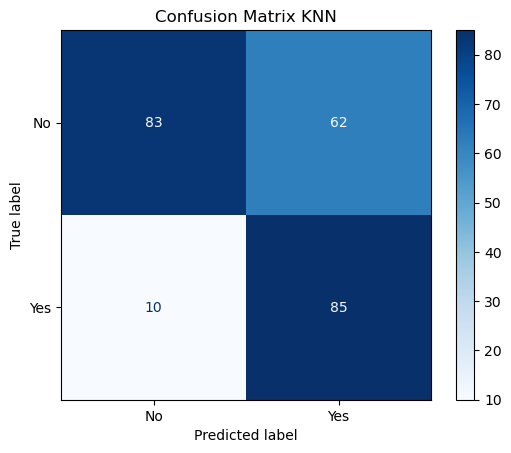 Confusion Matrix KNN
True label
No
83
62
Yes
10
85
No
Yes
Predicted label
80
70
60
50
40
30
20
10